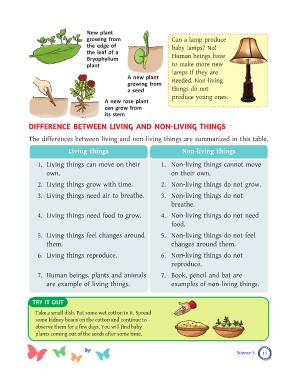 New plant
growing from
the edge of
the leaf of a
Bryophyllum
plant
A new plant
growing from
a seed
A new rose plant
can grow from
its stem
Can a lamp produce
baby lamps? No!
Human beings have
to make more new
lamps if they are
needed. Non-living
things do not
produce young ones.
DIFFERENCE BETWEEN LIVING AND NON-LIVING THINGS
The differences between living and non-living things are summarized in this table.
Living things
Non-living things
1. Living things can move on their
own.
1. Non-living things cannot move
on their own.
2. Living things grow with time.
2. Non-living things do not grow.
3. Living things need air to breathe.
3. Non-living things do not
breathe.
4. Living things need food to grow.
4. Non-living things do not need
food.
5. Living things feel changes around
them.
5. Non-living things do not feel
changes around them.
6. Living things reproduce.
6. Non-living things do not
reproduce.
7. Human beings, plants and animals
are example of living things.
7. Book, pencil and bat are
examples of non-living things.
TRY IT OUT
Take a small dish. Put some wet cotton in it. Spread
some kidney beans on the cotton and continue to
observe them for a few days. You will find baby
plants coming out of the seeds after some time.
Science-3
11